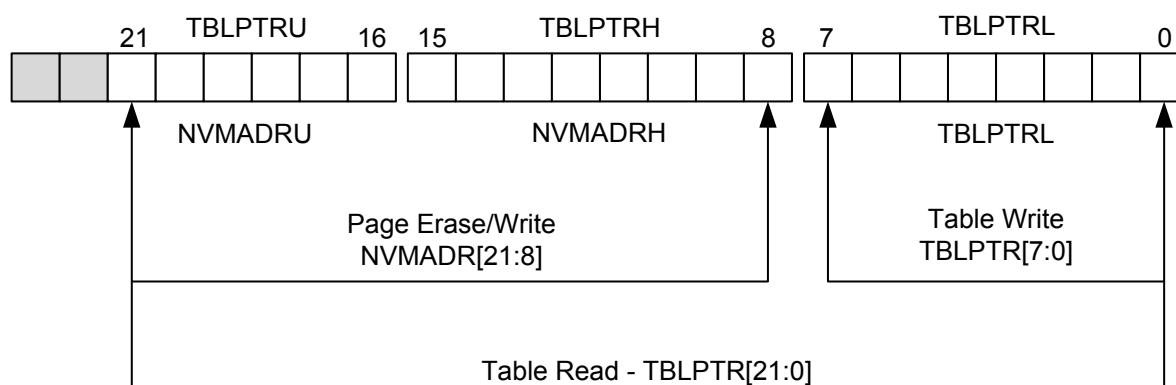 TBLPTRU TBLPTRH TBLPTRL
21 16 15 8 7 0
NVMADRU NVMADRH TBLPTRL
Page Erase/Write
NVMADR[21:8]
Table Write
TBLPTR[7:0]
Table Read - TBLPTR[21:0]